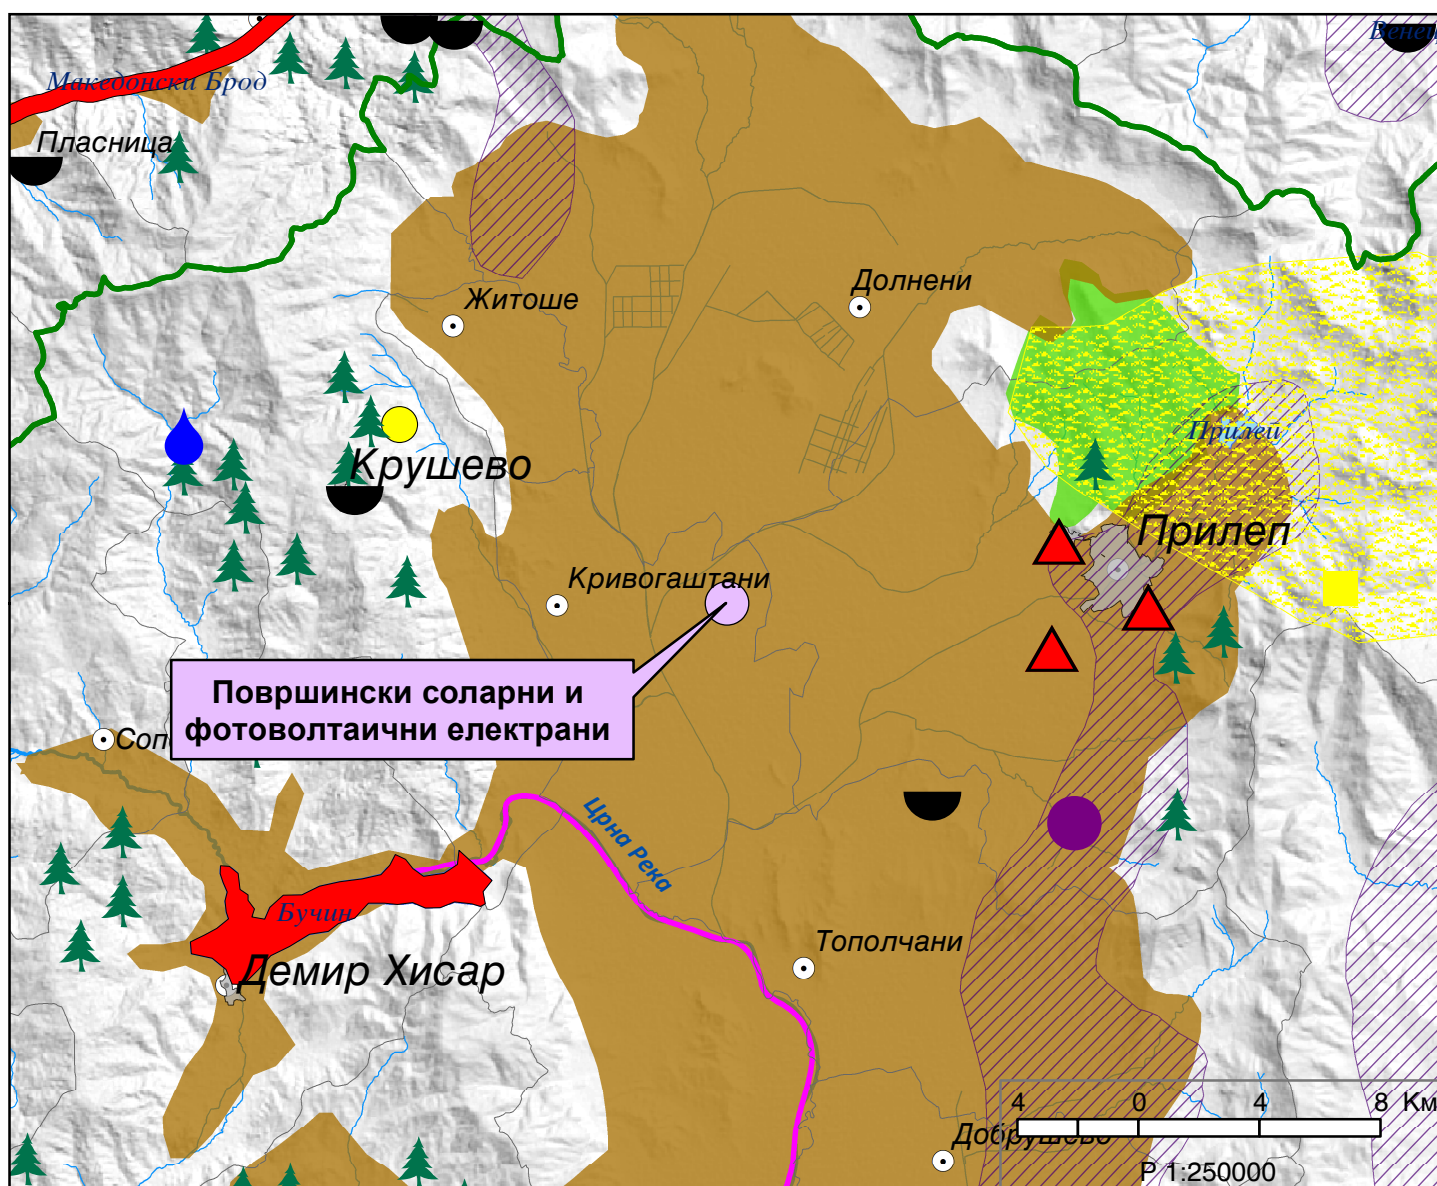 Македонски Брод
Пласница
Житоше
Долнени
Прилеп
Крушево
Прилеп
Кривогаштани
Површински соларни и
фотоволтаични електрани
Црна Река
Бучин
Демир Хисар
Тополчани
4 0 4 8 Км
Добрушево
Р 1:250000